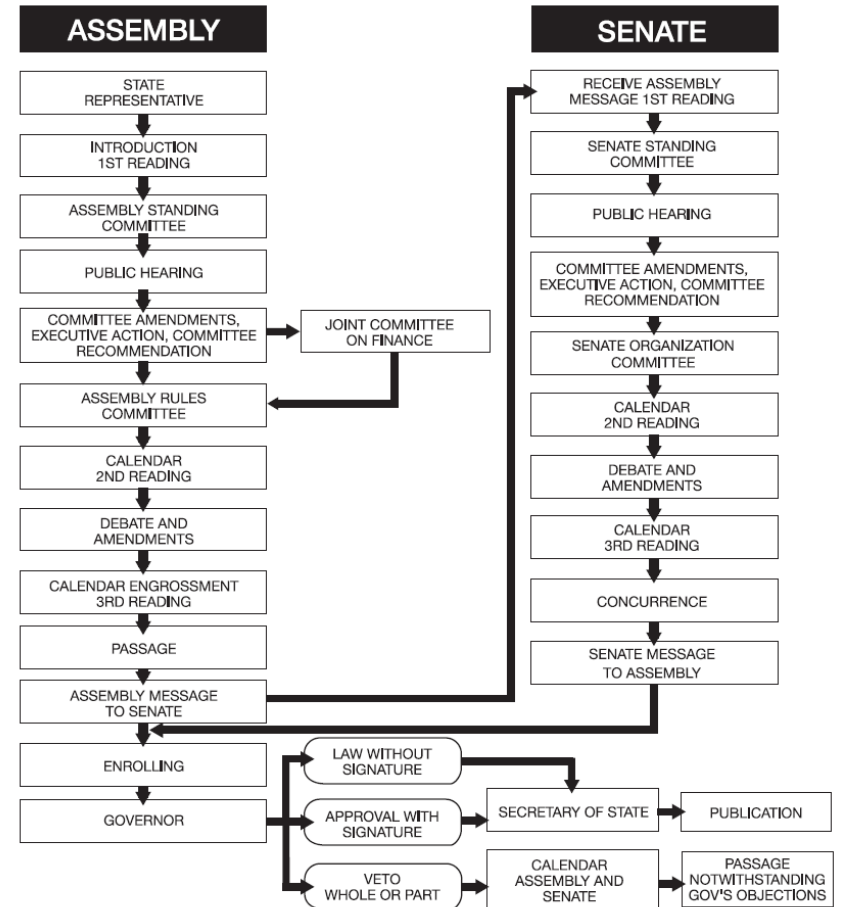 ASSEMBLY
STATE
REPRESENTATIVE
INTRODUCTION
1ST READING
ASSEMBLY STANDING
COMMITTEE
PUBLIC HEARING
COMMITTEE AMENDMENTS,
EXECUTIVE ACTION, COMMITTEE
RECOMMENDATION
JOINT COMMITTEE
ON FINANCE
ASSEMBLY RULES
COMMITTEE
CALENDAR
2ND READING
DEBATE AND
AMENDMENTS
CALENDAR ENGROSSMENT
3RD READING
PASSAGE
ASSEMBLY MESSAGE
TO SENATE
SENATE
RECEIVE ASSEMBLY
MESSAGE 1ST READING
SENATE STANDING
COMMITTEE
PUBLIC HEARING
COMMITTEE AMENDMENTS,
EXECUTIVE ACTION, COMMITTEE
RECOMMENDATION
SENATE ORGANIZATION
COMMITTEE
CALENDAR
2ND READING
DEBATE AND
AMENDMENTS
CALENDAR
3RD READING
CONCURRENCE
SENATE MESSAGE
TO ASSEMBLY
ENROLLING
GOVERNOR
LAW WITHOUT
SIGNATURE
APPROVAL WITH
SIGNATURE
SECRETARY OF STATE
PUBLICATION
VETO
WHOLE OR PART
CALENDAR
ASSEMBLY AND
SENATE
PASSAGE
NOTWITHSTANDING
GOV'S OBJECTIONS